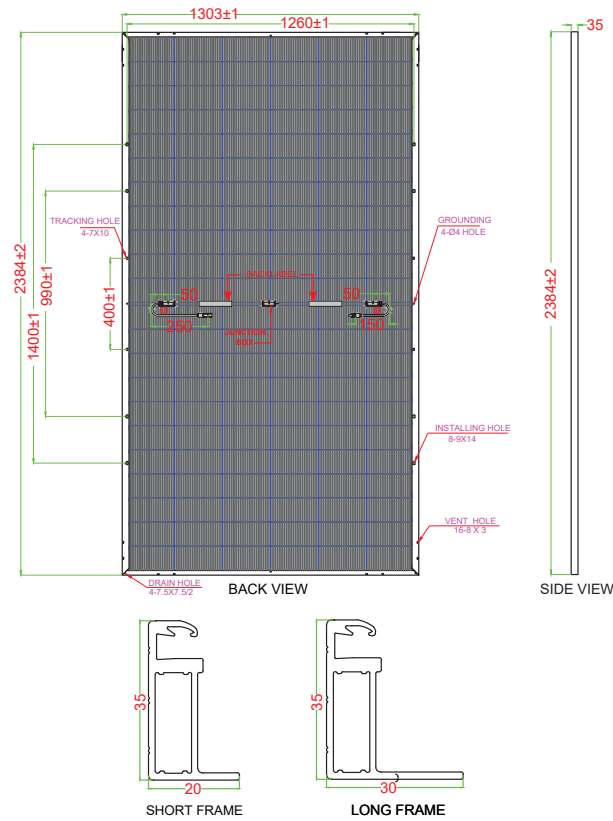 1303±1
1260±1
35
TRACKING HOLE
4-7X10
GROUNDING
4-Ø4 HOLE
2384±2
1400±1
990±1
400±1
2384±2
BACK LABEL
50
50
250
150
JUNCTION
BOX
INSTALLING HOLE
8-9X14
VENT HOLE
16-8 X 3
DRAIN HOLE
4-7.5X7.5/2
BACK VIEW
SIDE VIEW
35
20
SHORT FRAME
35
30
LONG FRAME